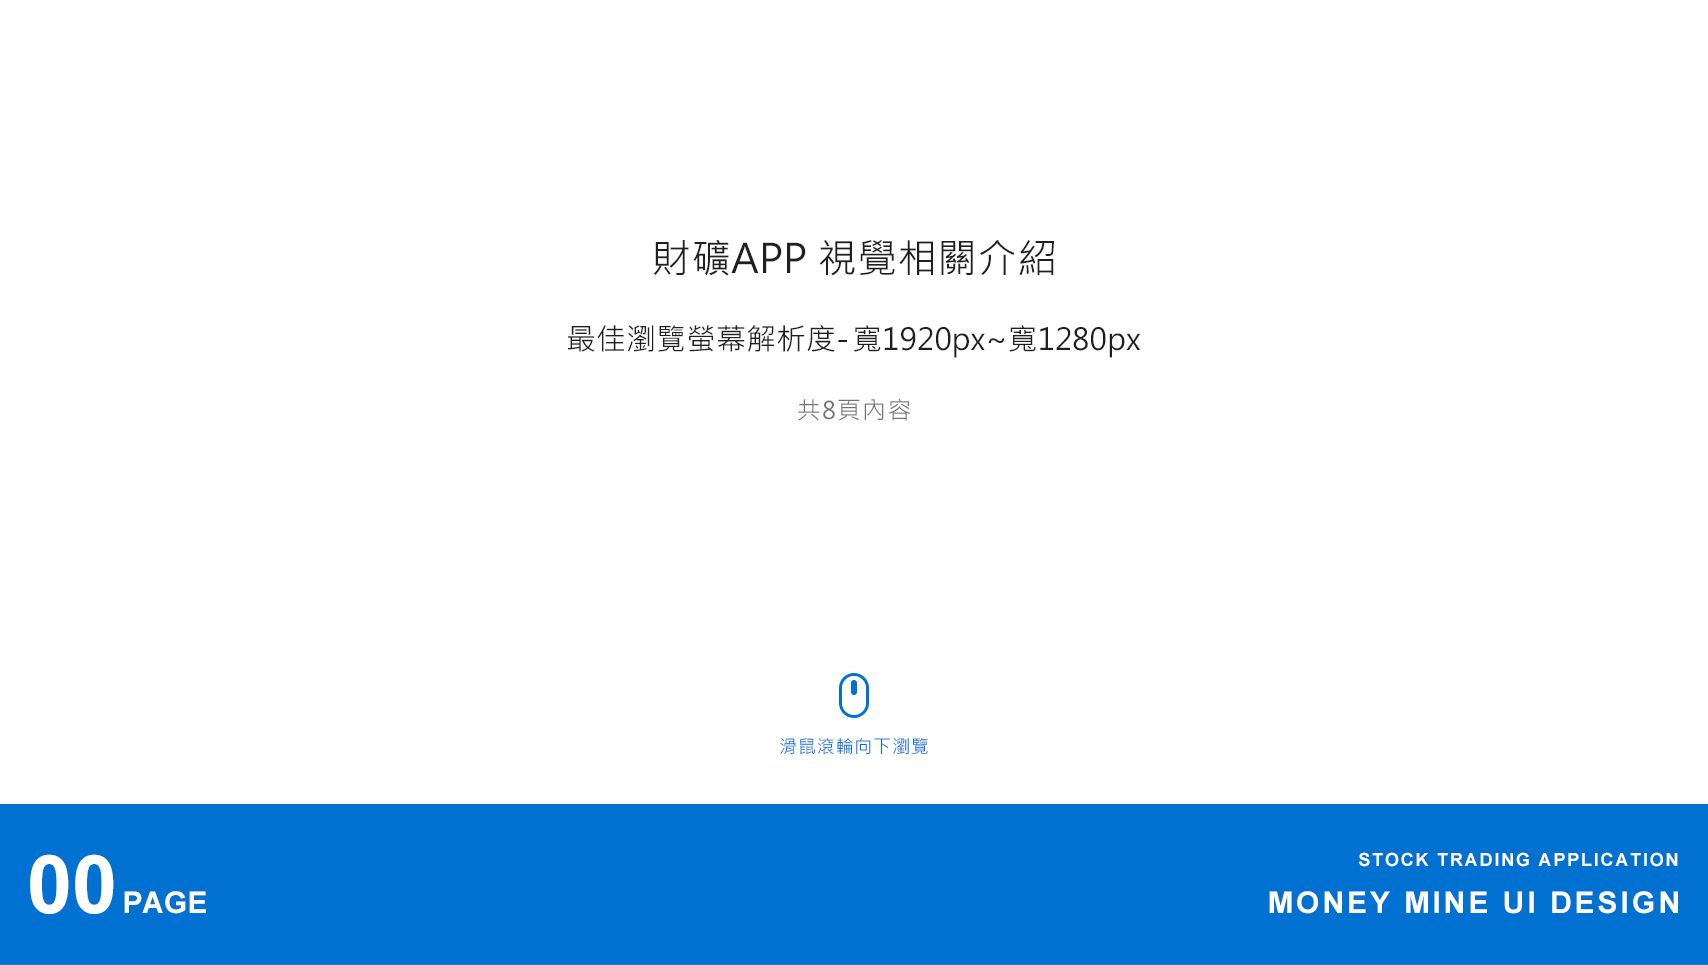 財礦APP 視覺相關介紹
最佳瀏覽螢幕解析度-寬1920px~寬1280px
共8頁內容
滑鼠滾輪向下瀏覽
00 PAGE
STOCK TRADING APPLICATION
MONEY MINE UI DESIGN